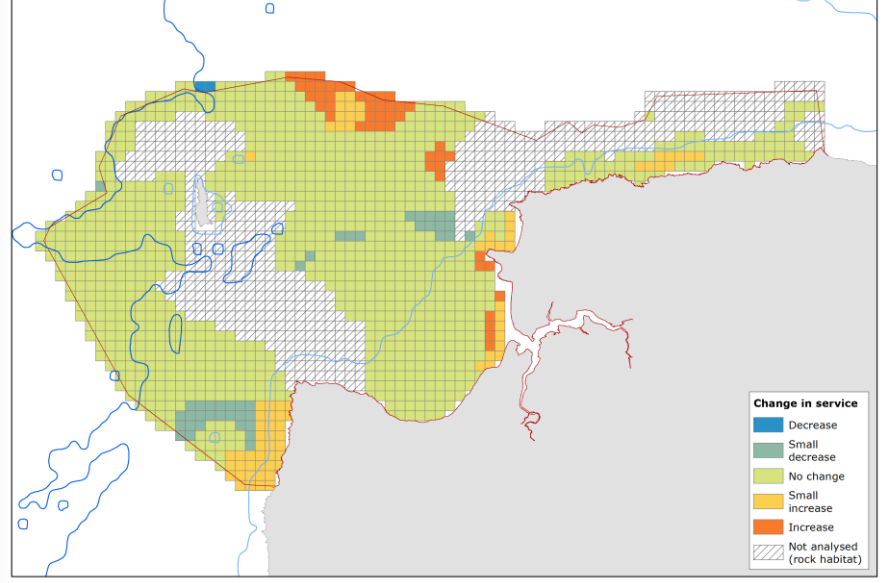 Change in service
Decrease
Small
decrease
No change
Small
increase
Increase
Not analysed
(rock habitat)